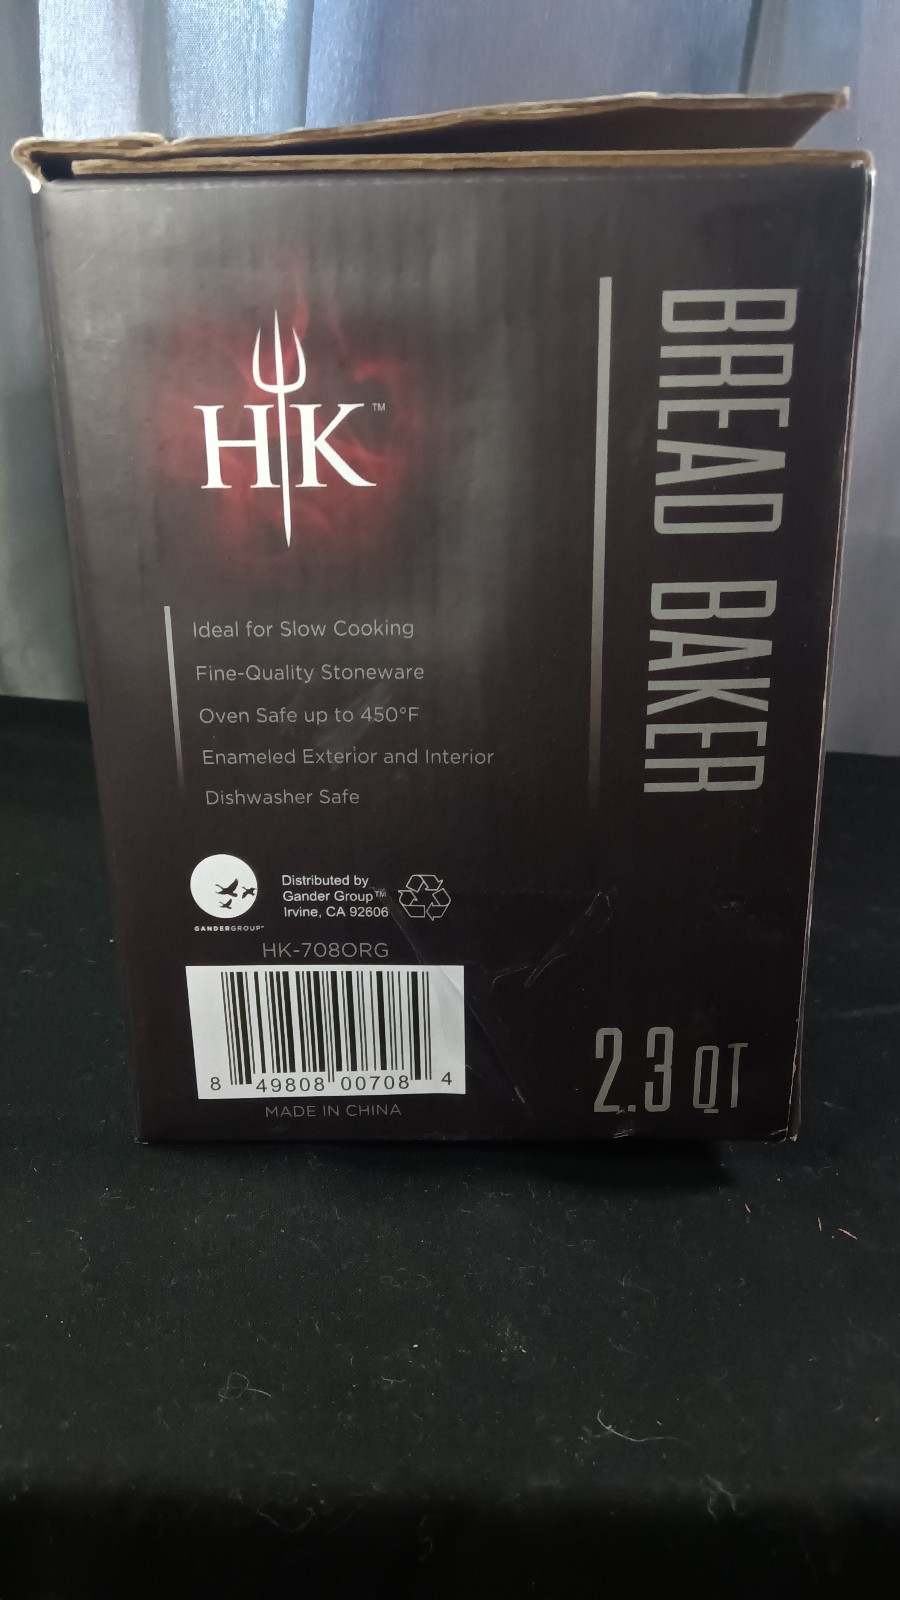 HK™
BREAD BAKER
Ideal for Slow Cooking
Fine-Quality Stoneware
Oven Safe up to 450°F
Enameled Exterior and Interior
Dishwasher Safe
GANDERGROUP™
Distributed by
Gander Group™
Irvine, CA 92606
HK-708ORG
8 49808 00708 4
MADE IN CHINA
2.3 QT